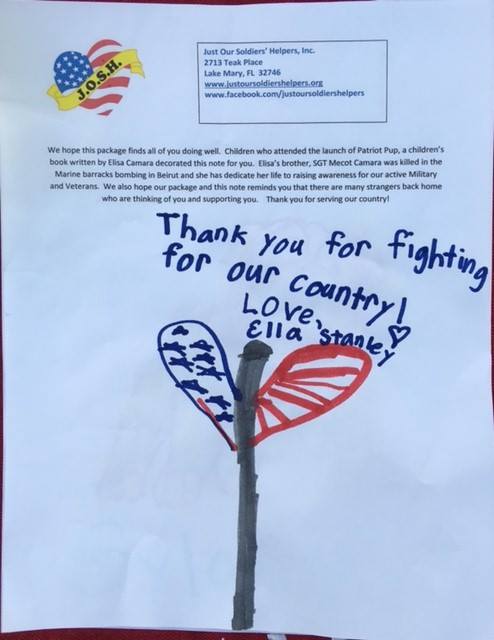 J.O.S.H.
Just Our Soldiers' Helpers, Inc.
2713 Teak Place
Lake Mary, FL 32746
www.justoursoldiershelpers.org
www.facebook.com/justoursoldiershelpers
We hope this package finds all of you doing well. Children who attended the launch of Patriot Pup, a children's
book written by Elisa Camara decorated this note for you. Elisa's brother, SGT Mecot Camara was killed in the
Marine barracks bombing in Beirut and she has dedicate her life to raising awareness for our active Military
and Veterans. We also hope our package and this note reminds you that there are many strangers back home
who are thinking of you and supporting you. Thank you for serving our country!
Thank you for fighting
for our country!
LOVE,
Ella Stanley